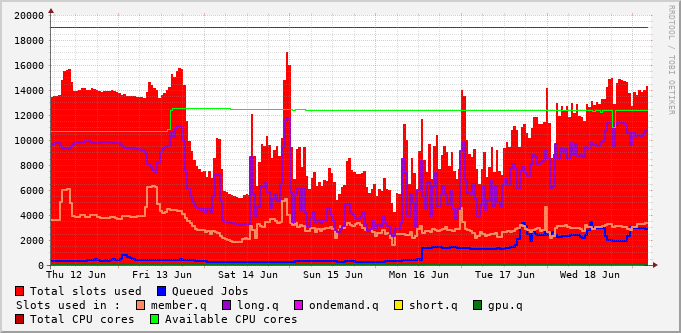 20000
18000
16000
14000
12000
10000
8000
6000
4000
2000
0
RRDTOOL / TOBI OETIKER
Thu 12 Jun Fri 13 Jun Sat 14 Jun Sun 15 Jun Mon 16 Jun Tue 17 Jun Wed 18 Jun
Total slots used Queued Jobs
Slots used in : member.q long.q ondemand.q short.q gpu.q
Total CPU cores Available CPU cores